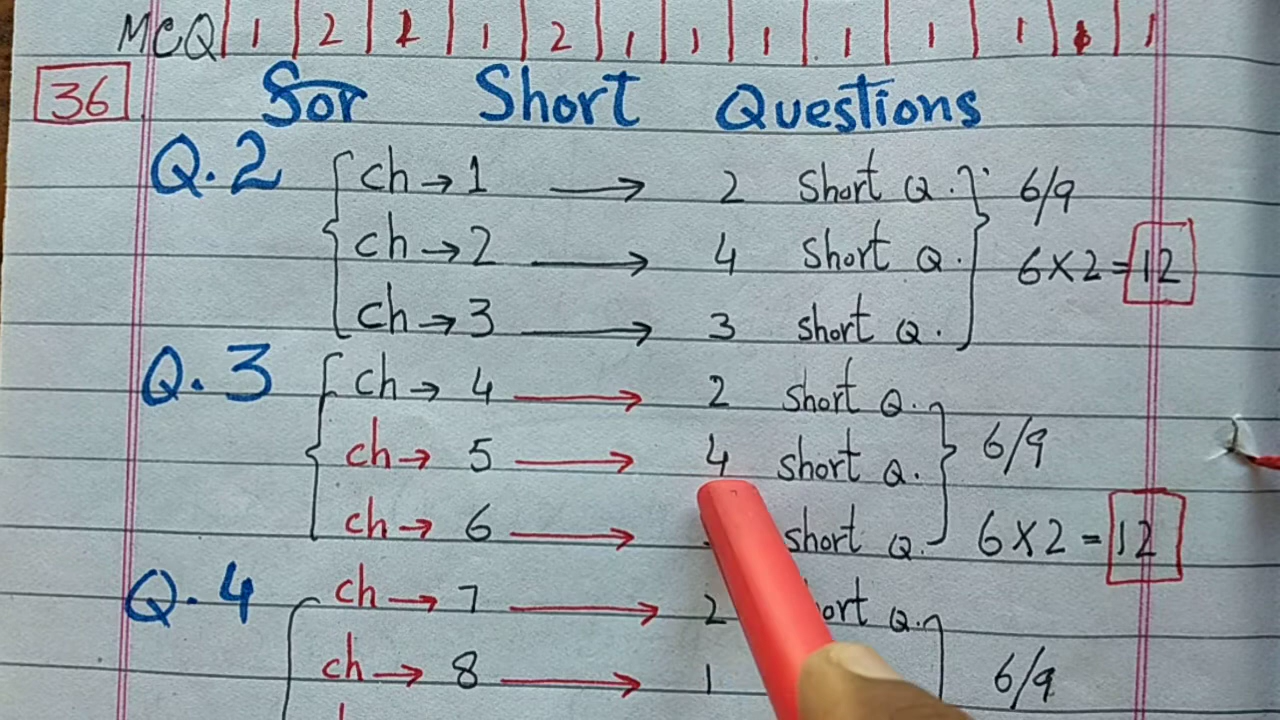 MCQ 1 2 1 1 2 1 1 1 1 1 1 1 1
36 For Short Questions
Q.2 ch → 1 → 2 Short Q. 6/9
ch → 2 → 4 Short Q. 6×2=12
ch → 3 → 3 short Q.
Q.3 ch → 4 → 2 short Q. 6/9
ch → 5 → 4 short Q.
ch → 6 → short Q. 6×2=12
Q.4 ch → 7 → 2 ort Q.
ch → 8 → 1 6/9